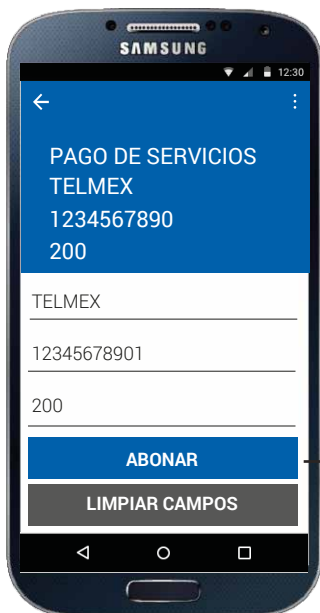 SAMSUNG
12:30
PAGO DE SERVICIOS
TELMEX
1234567890
200
TELMEX
12345678901
200
ABONAR
LIMPIAR CAMPOS